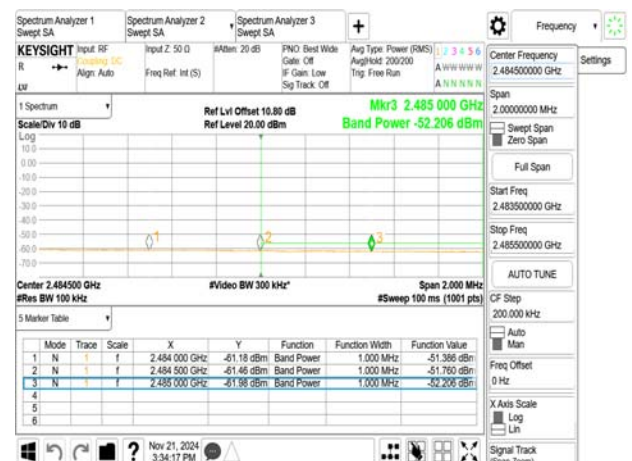 Spectrum Analyzer 1
Swept SA
Spectrum Analyzer 2
Swept SA
Spectrum Analyzer 3
Swept SA
+
Frequency
Settings
KEYSIGHT
R
Input: RF
Coupling: DC
Align: Auto
Input Z: 50 Ω
Freq Ref: Int (S)
#Atten: 20 dB
PNO: Best Wide
Gate: Off
IF Gain: Low
Sig Track: Off
Avg Type: Power (RMS)
Avg|Hold: 200/200
Trig: Free Run
1 2 3 4 5 6
A W W W W W
A N N N N N
1 Spectrum
Scale/Div 10 dB
Ref Lvl Offset 10.80 dB
Ref Level 20.00 dBm
Mkr3 2.485 000 GHz
Band Power -52.206 dBm
Log
10.0
0.00
-10.0
-20.0
-30.0
-40.0
-50.0
-60.0
-70.0
1
2
3
Center 2.484500 GHz
#Res BW 100 kHz
#Video BW 300 kHz*
Span 2.000 MHz
#Sweep 100 ms (1001 pts)
5 Marker Table
Mode Trace Scale X Y Function Function Width Function Value
1 N 1 f 2.484 000 GHz -61.18 dBm Band Power 1.000 MHz -51.386 dBm
2 N 1 f 2.484 500 GHz -61.46 dBm Band Power 1.000 MHz -51.760 dBm
3 N 1 f 2.485 000 GHz -61.98 dBm Band Power 1.000 MHz -52.206 dBm
4
5
6
Nov 21, 2024
3:34:17 PM
Center Frequency
2.484500000 GHz
Span
2.00000000 MHz
Swept Span
Zero Span
Full Span
Start Freq
2.483500000 GHz
Stop Freq
2.485500000 GHz
AUTO TUNE
CF Step
200.000 kHz
Auto
Man
Freq Offset
0 Hz
X Axis Scale
Log
Lin
Signal Track
(Span Zoom)